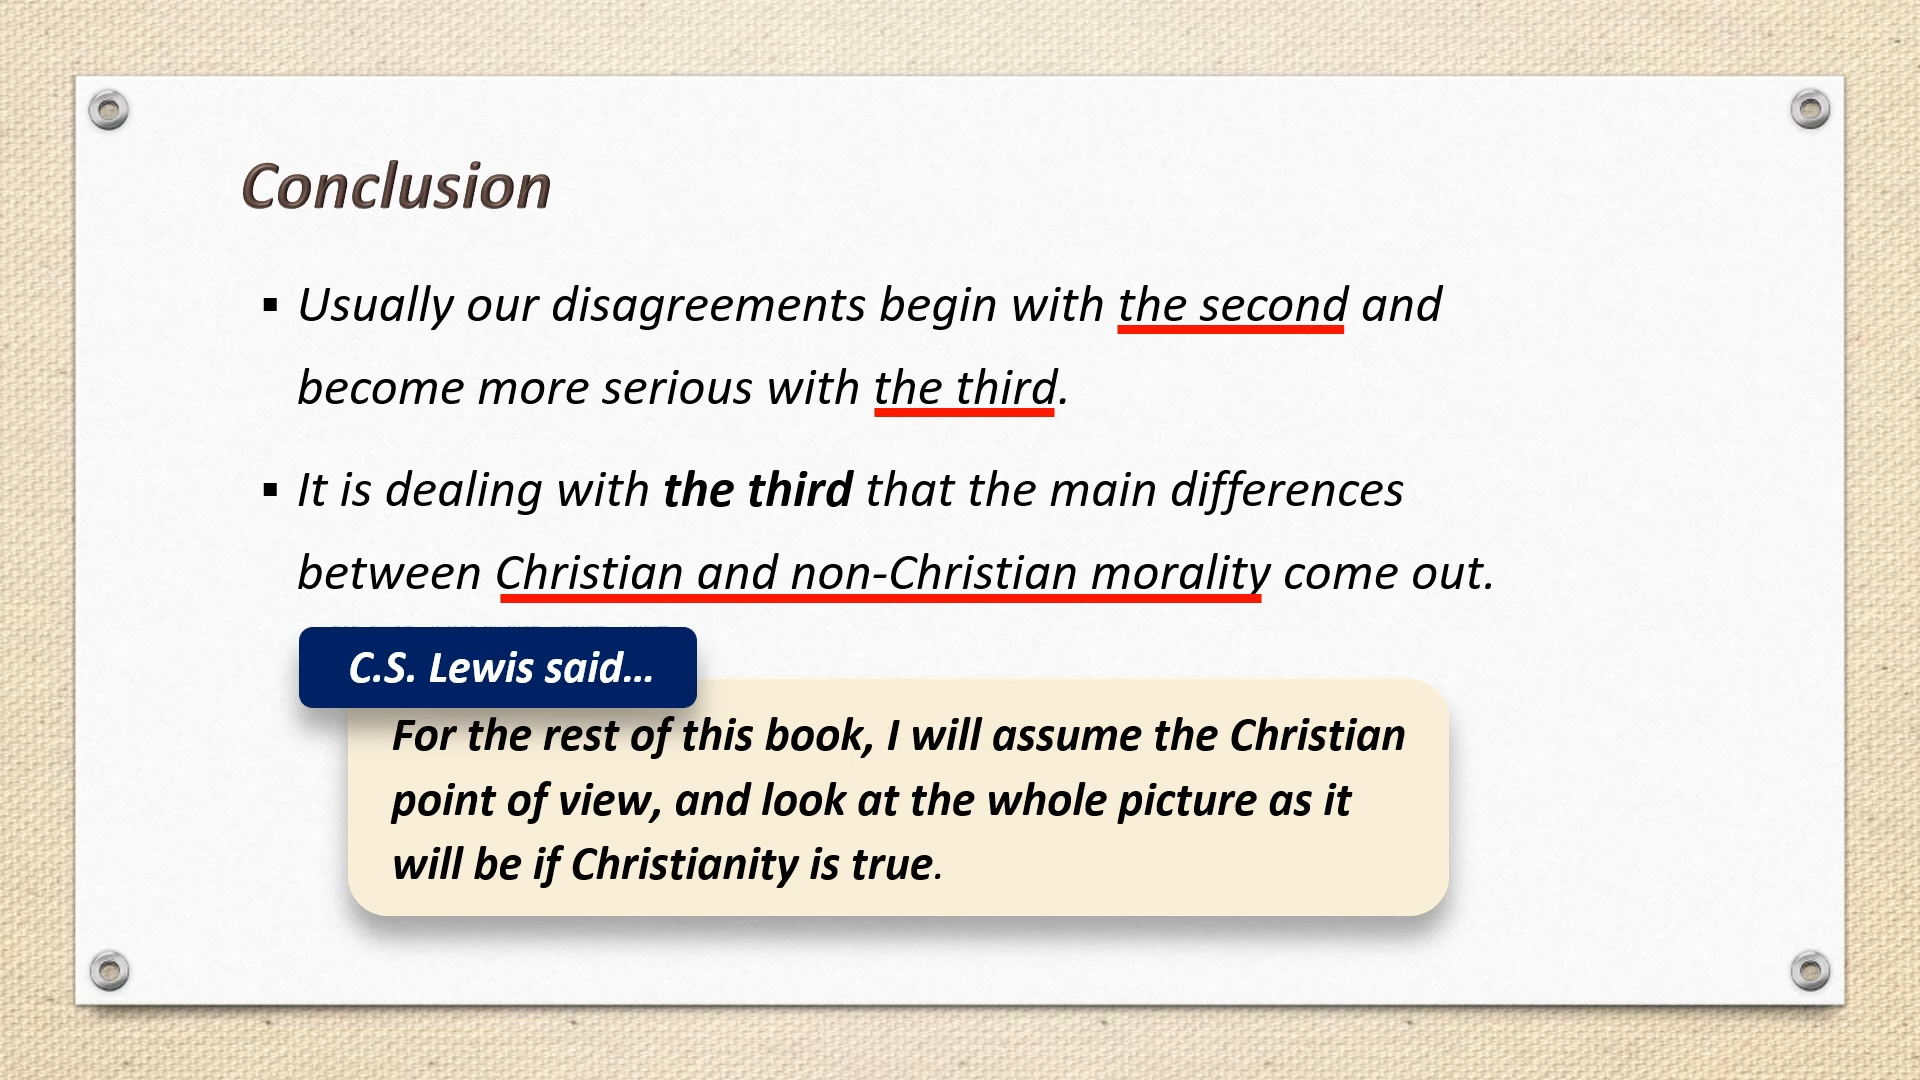 Conclusion
▪ Usually our disagreements begin with the second and
become more serious with the third.
▪ It is dealing with the third that the main differences
between Christian and non-Christian morality come out.
C.S. Lewis said…
For the rest of this book, I will assume the Christian
point of view, and look at the whole picture as it
will be if Christianity is true.